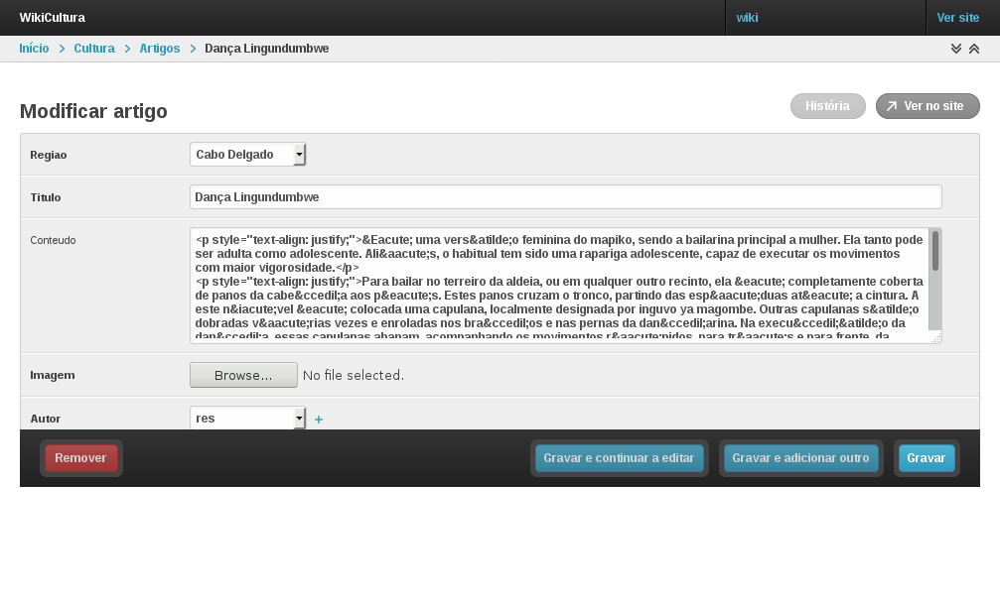 WikiCultura wiki Ver site
Início Cultura Artigos Dança Lingundumbwe
Modificar artigo História Ver no site
Regiao Cabo Delgado
Titulo Dança Lingundumbwe
Conteudo
<p style="text-align: justify;">&Eacute; uma vers&atilde;o feminina do mapiko, sendo a bailarina principal a mulher. Ela tanto pode
ser adulta como adolescente. Ali&aacute;s, o habitual tem sido uma rapariga adolescente, capaz de executar os movimentos
com maior vigorosidade.</p>
<p style="text-align: justify;">Para bailar no terreiro da aldeia, ou em qualquer outro recinto, ela &eacute; completamente coberta
de panos da cabe&ccedil;a aos p&eacute;s. Estes panos cruzam o tronco, partindo das esp&aacute;duas at&eacute; a cintura. A
este n&iacute;vel &eacute; colocada uma capulana, localmente designada por inguvo ya magombe. Outras capulanas s&atilde;o
dobradas v&aacute;rias vezes e enroladas nos bra&ccedil;os e nas pernas da dan&ccedil;arina. Na execu&ccedil;&atilde;o da
dan&ccedil;a, essas capulanas abanam, acompanhando os movimentos r&aacute;pidos, para tr&aacute;s e para frente, da
Imagem Browse... No file selected.
Autor res +
Remover Gravar e continuar a editar Gravar e adicionar outro Gravar